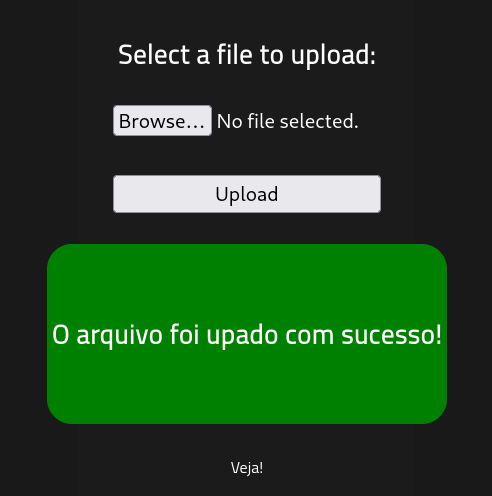 Select a file to upload:
Browse... No file selected.
Upload
O arquivo foi upado com sucesso!
Veja!